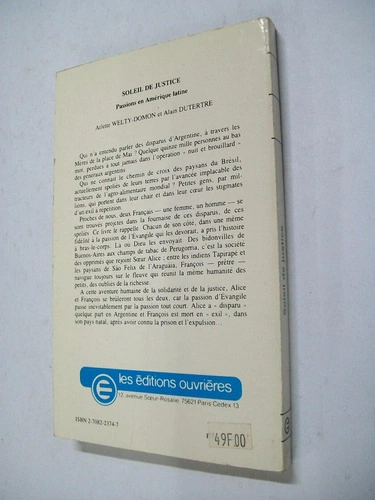 SOLEIL DE JUSTICE
Passions en Amérique latine
Arlette WELTY-DOMON et Alain DUTERTRE
Qui n'a entendu parler des disparus d'Argentine, à travers les
Mères de la place de Mai ? Quelque quinze mille personnes au bas
mot, perdues à tout jamais dans l'opération « nuit et brouillard »
des généraux argentins.
Qui ne connaît le chemin de croix des paysans du Brésil,
actuellement spoliés de leurs terres par l'avancée implacable des
tracteurs de l'agro-alimentaire mondial ? Petites gens, par mil-
lions, qui portent dans leur chair et dans leur cœur les stigmates
d'un exil à répétition.
Proches de nous, deux Français — une femme, un homme — se
sont trouvés projetés dans la fournaise de ces disparus, de ces
spoliés. Ce livre le rappelle. Chacun de son côté, dans une même
fidélité à la passion de l'Evangile qui les dévorait, a pris l'histoire
à bras-le-corps. Là où Dieu les envoyait. Des bidonvilles de
Buenos-Aires aux champs de tabac de Perugorria, c'est la société
des opprimés que rejoint Sœur Alice ; entre les indiens Tapirapé et
les paysans de São Felix de l'Araguaia, François — prêtre —
navigue toujours sur le fleuve qui réunit la même humanité des
petits, des oubliés de la richesse.
A cette aventure humaine de la solidarité et de la justice, Alice
et François se brûleront tous les deux, car la passion d'Evangile
passe inévitablement par la passion tout court. Alice a « disparu »
quelque part en Argentine et François est mort en « exil », dans
son pays natal, après avoir connu la prison et l'expulsion.
les éditions ouvrières
12, avenue Sœur-Rosalie 75621 Paris Cedex 13
ISBN 2-7082-2374-7
49F00
Soleil de Justice